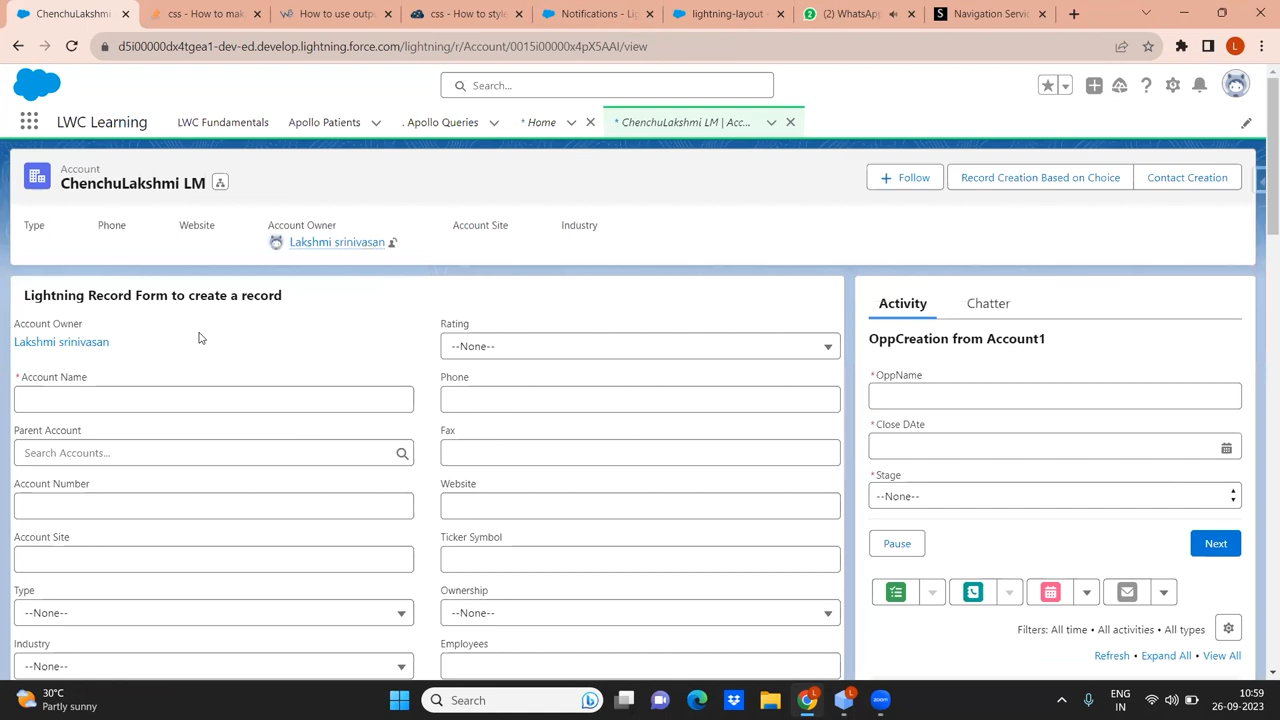 ChenchuLakshmi LM
css - How to mak
How to use outpu
css - How to style
Notifications - Lig
lightning-layout
(2) WhatsApp
Navigation Servic
d5i00000dx4tgea1-dev-ed.develop.lightning.force.com/lightning/r/Account/0015i00000x4pX5AAI/view
L
Search...
LWC Learning
LWC Fundamentals
Apollo Patients
. Apollo Queries
* Home
* ChenchuLakshmi LM | Acc...
Account
ChenchuLakshmi LM
Follow
Record Creation Based on Choice
Contact Creation
Type
Phone
Website
Account Owner
Account Site
Industry
Lakshmi srinivasan
Lightning Record Form to create a record
Account Owner
Lakshmi srinivasan
Rating
--None--
*Account Name
Phone
Parent Account
Search Accounts...
Fax
Account Number
Website
Account Site
Ticker Symbol
Type
--None--
Ownership
--None--
Industry
--None--
Employees
Activity
Chatter
OppCreation from Account1
*OppName
*Close DAte
*Stage
--None--
Pause
Next
Filters: All time • All activities • All types
Refresh • Expand All • View All
30°C
Partly sunny
Search
ENG
IN
10:59
26-09-2023